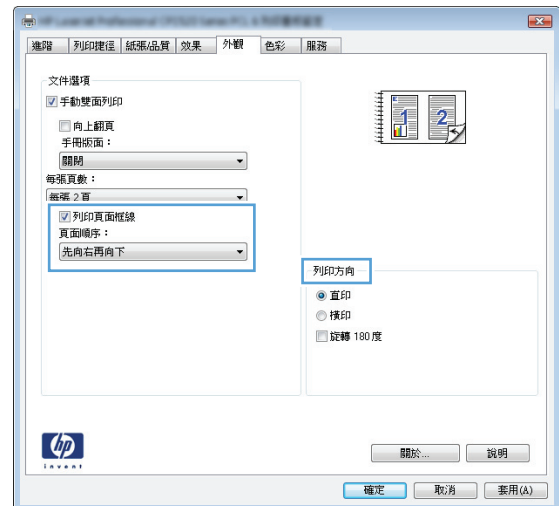 進階 列印捷徑 紙張/品質 效果 外觀 色彩 服務
文件選項
手動雙面列印
向上翻頁
手冊版面：
關閉
每張頁數：
每張 2 頁
列印頁面框線
頁面順序：
先向右再向下
1 2
列印方向
直印
橫印
旋轉 180 度
hp
invent
關於... 說明
確定 取消 套用(A)